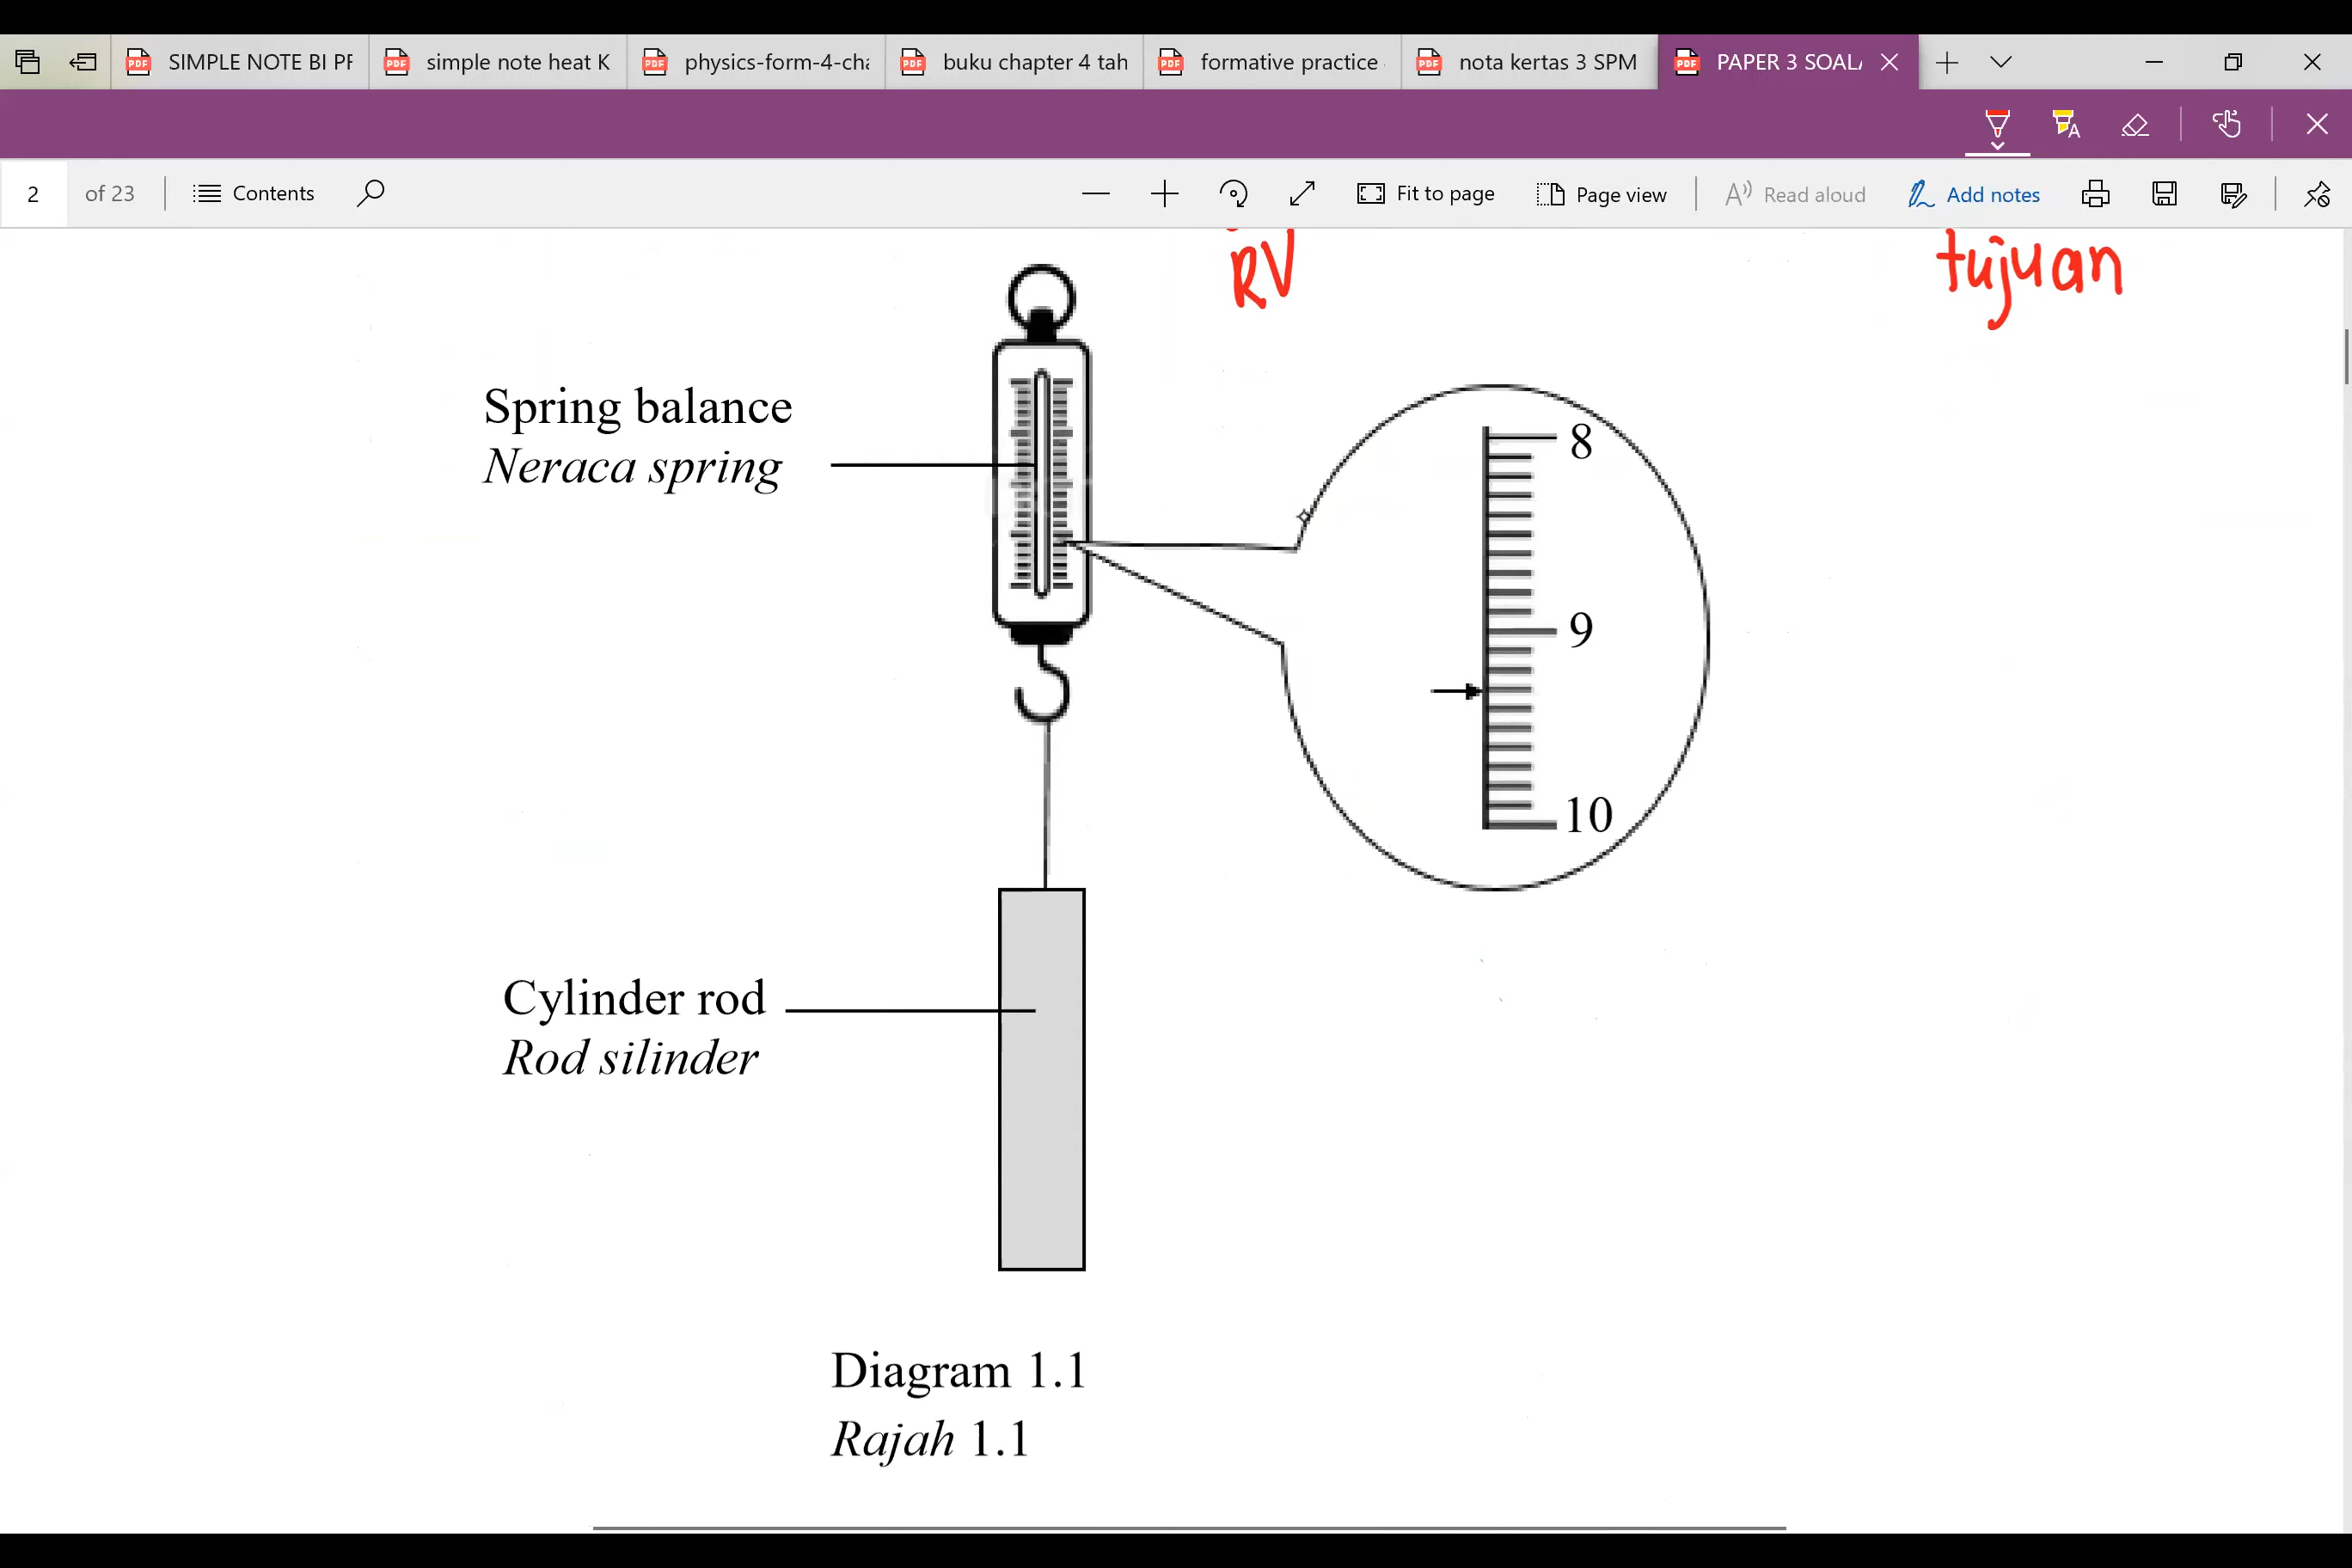 SIMPLE NOTE BI PF
simple note heat K
physics-form-4-cha
buku chapter 4 tah
formative practice
nota kertas 3 SPM
PAPER 3 SOAL
2 of 23
Contents
Fit to page
Page view
Read aloud
Add notes
RV
tujuan
Spring balance
Neraca spring
8
9
10
Cylinder rod
Rod silinder
Diagram 1.1
Rajah 1.1